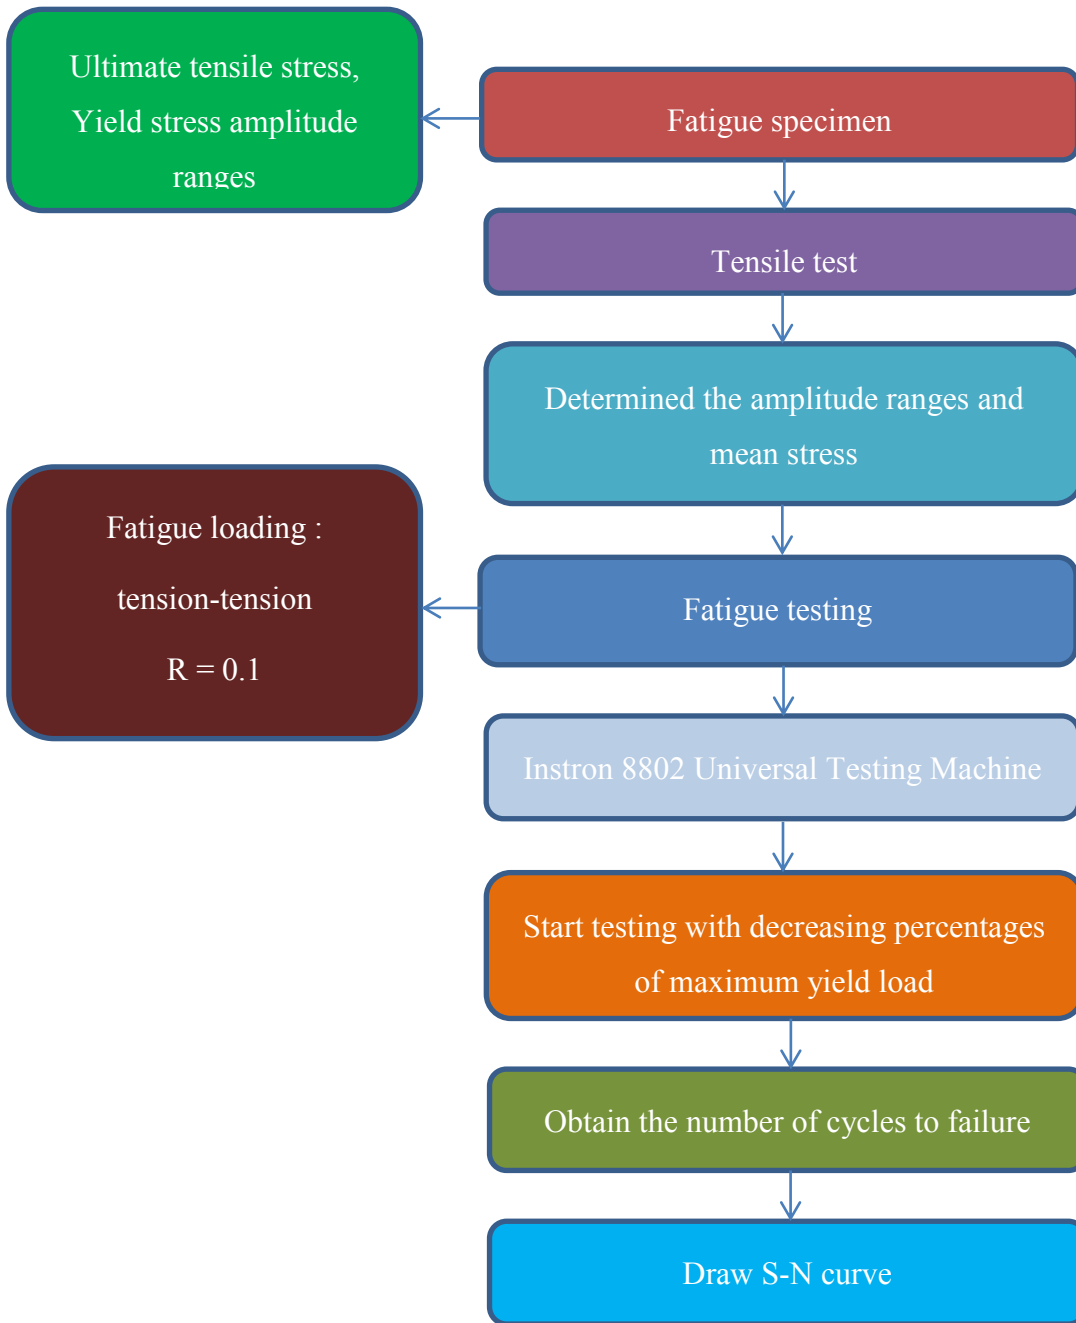 Ultimate tensile stress,
Yield stress amplitude
ranges
Fatigue specimen
Tensile test
Determined the amplitude ranges and
mean stress
Fatigue loading :
tension-tension
R = 0.1
Fatigue testing
Instron 8802 Universal Testing Machine
Start testing with decreasing percentages
of maximum yield load
Obtain the number of cycles to failure
Draw S-N curve